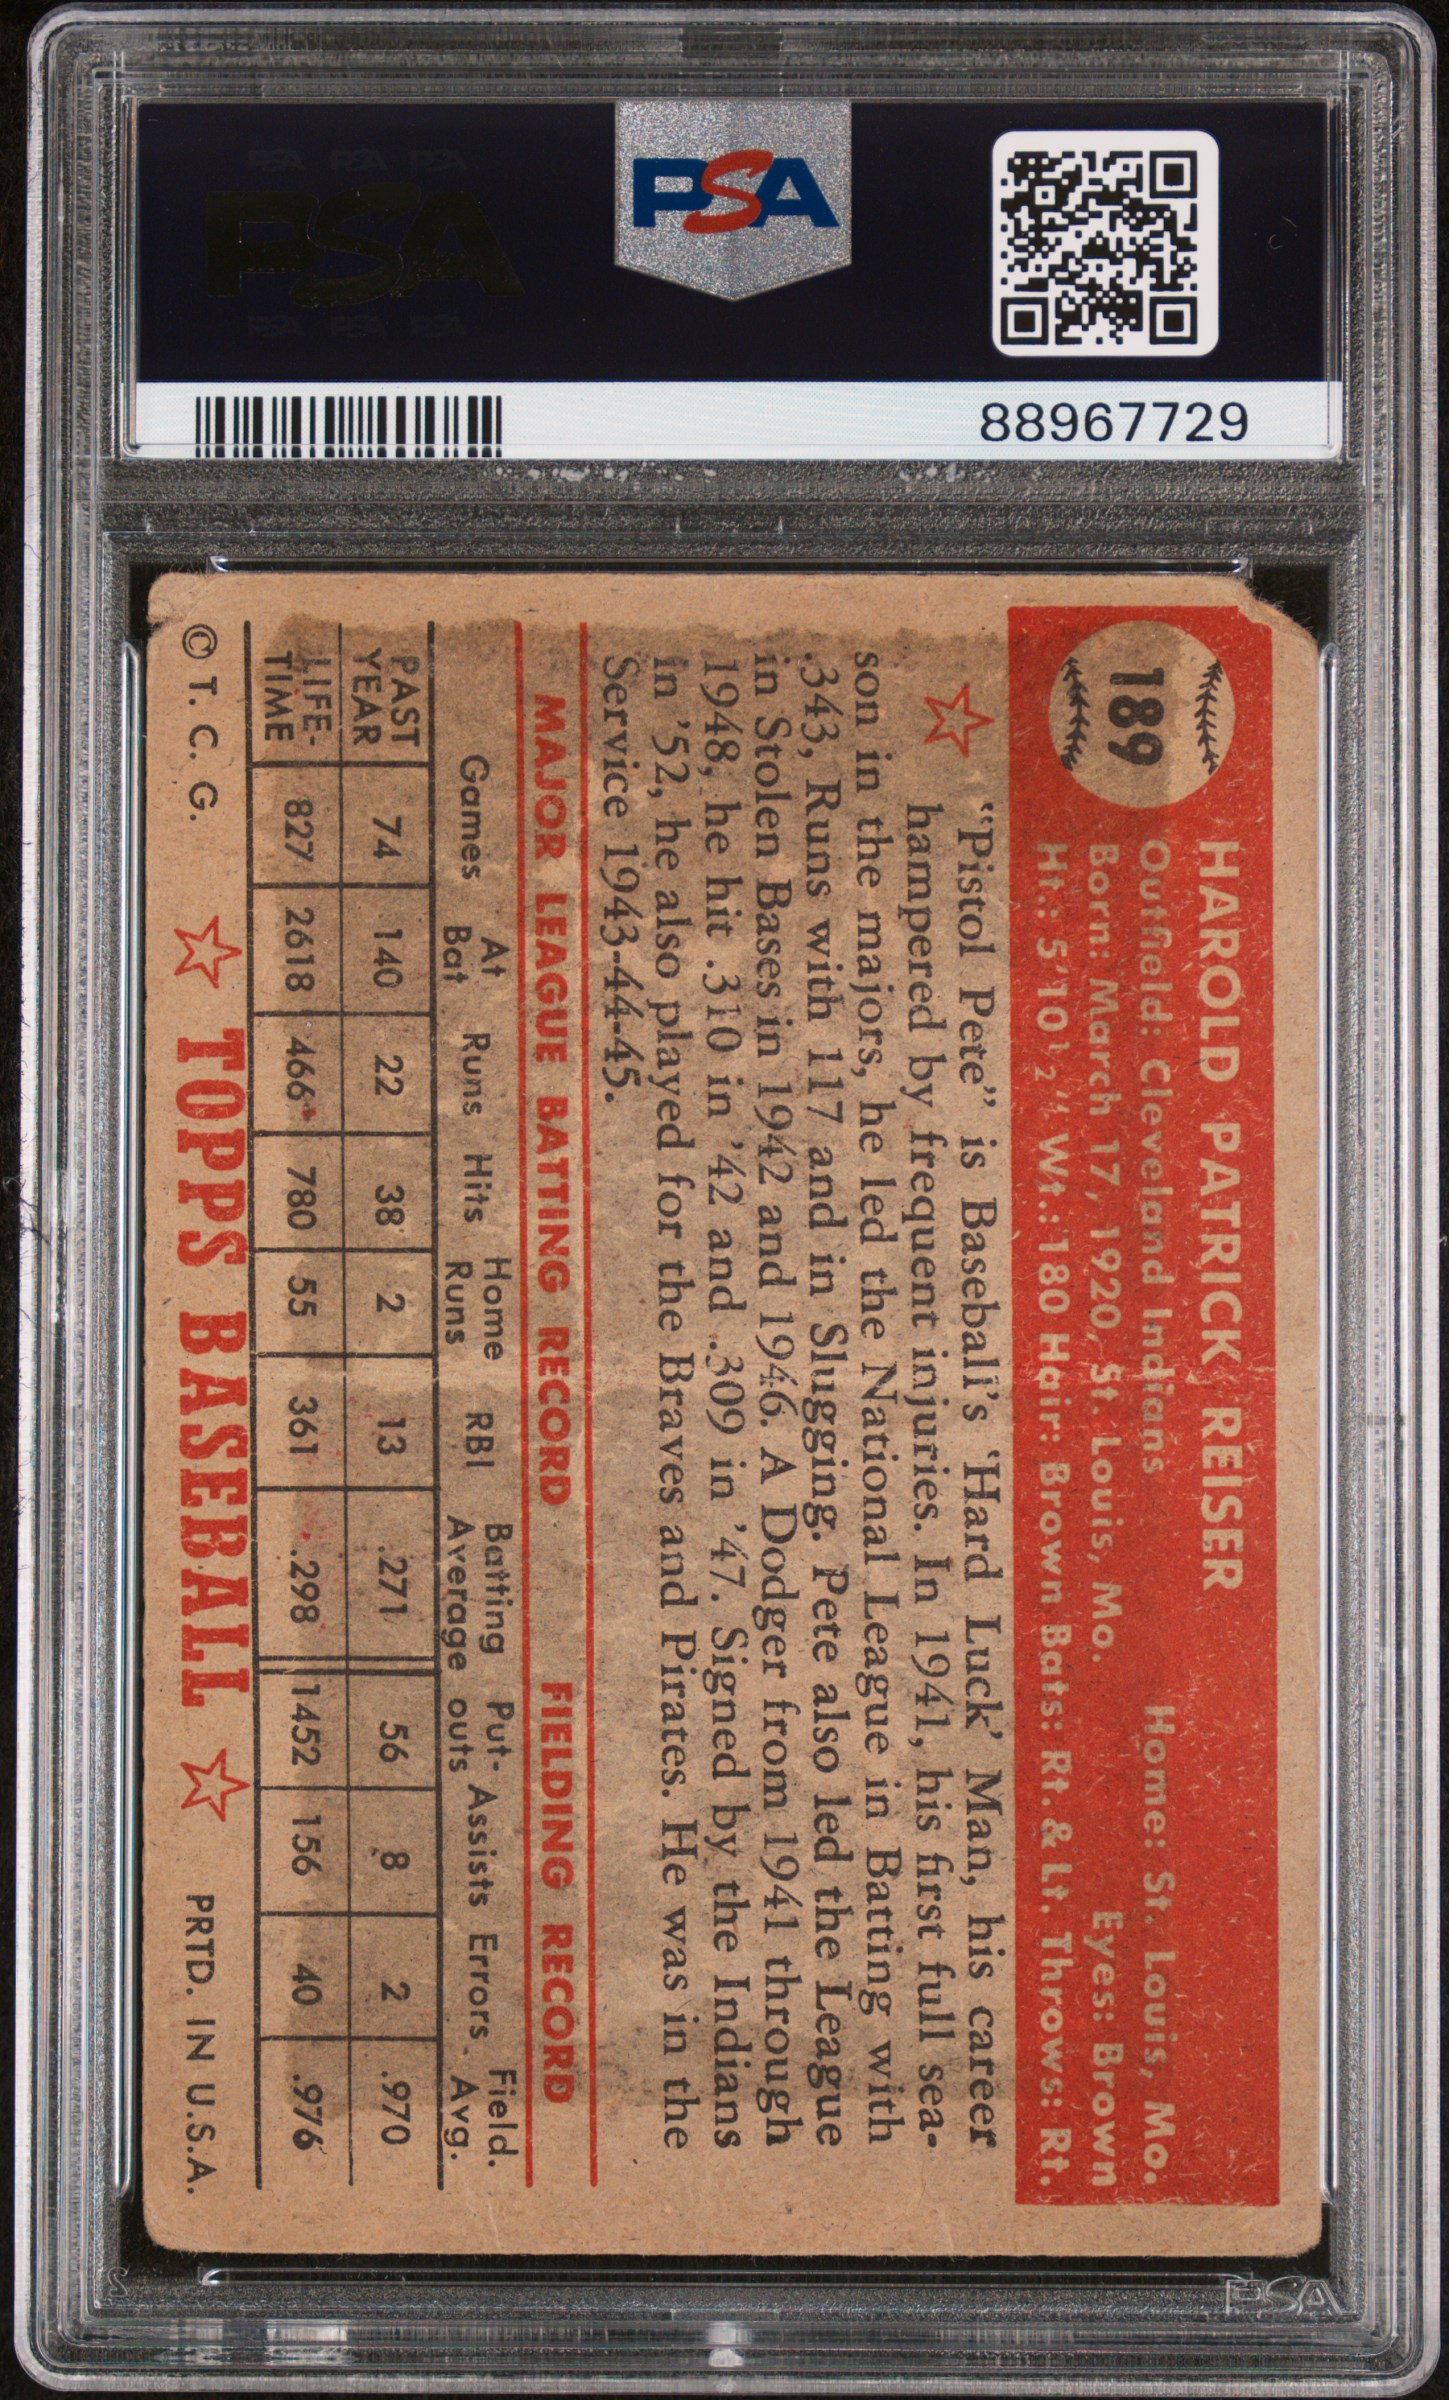 PSA PSA PSA
PSA
PSA PSA PSA
PSA
88967729
189
HAROLD PATRICK REISER
Outfield: Cleveland Indians Home: St. Louis, Mo.
Born: March 17, 1920, St. Louis, Mo. Eyes: Brown
Ht.: 5'10½" Wt.: 180 Hair: Brown Bats: Rt. & Lt. Throws: Rt.
"Pistol Pete" is Baseball's 'Hard Luck' Man, his career
hampered by frequent injuries. In 1941, his first full sea-
son in the majors, he led the National League in Batting with
.343, Runs with 117 and in Slugging. Pete also led the League
in Stolen Bases in 1942 and 1946. A Dodger from 1941 through
1948, he hit .310 in '42 and .309 in '47. Signed by the Indians
in '52, he also played for the Braves and Pirates. He was in the
Service 1943-44-45.
MAJOR LEAGUE BATTING RECORD FIELDING RECORD
Games At Bat Runs Hits Home Runs RBI Batting Average Put-outs Assists Errors Field. Avg.
PAST YEAR 74 140 22 38 2 13 .271 56 8 2 .970
LIFE-TIME 827 2618 466 780 55 361 .298 1452 156 40 .976
© T. C. G. TOPPS BASEBALL PRTD. IN U.S.A.
PSA